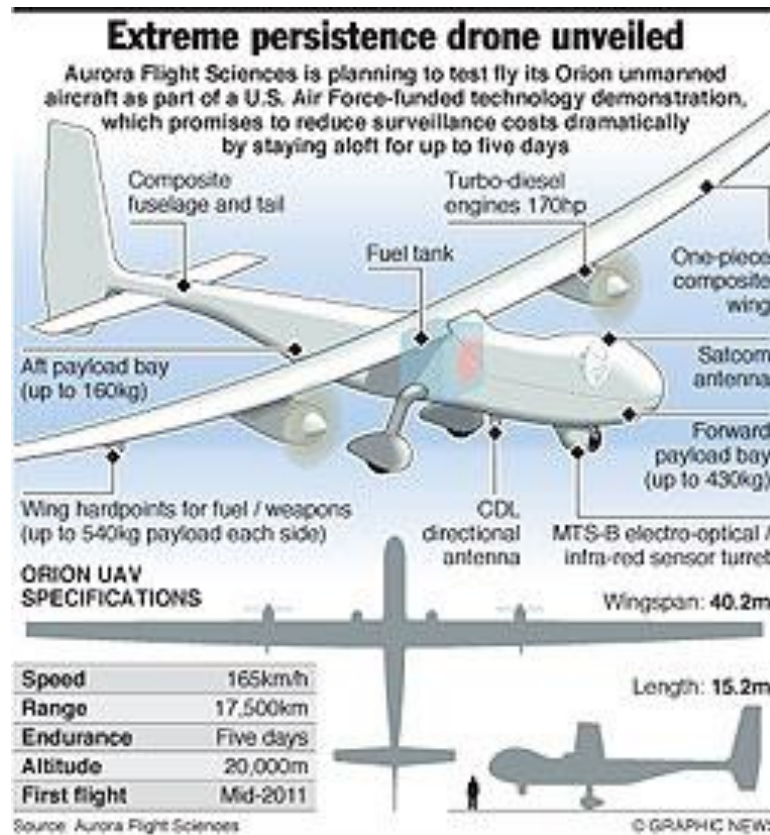 Extreme persistence drone unveiled
Aurora Flight Sciences is planning to test fly its Orion unmanned
aircraft as part of a U.S. Air Force-funded technology demonstration,
which promises to reduce surveillance costs dramatically
by staying aloft for up to five days
Composite
fuselage and tail
Turbo-diesel
engines 170hp
Fuel tank
One-piece
composite
wing
Aft payload bay
(up to 160kg)
Satcom
antenna
Forward
payload bay
(up to 430kg)
Wing hardpoints for fuel / weapons
(up to 540kg payload each side)
CDL
directional
antenna
MTS-B electro-optical /
infra-red sensor turret
ORION UAV
SPECIFICATIONS
Wingspan: 40.2m
Speed 165km/h
Range 17,500km
Endurance Five days
Altitude 20,000m
First flight Mid-2011
Length: 15.2m
Source: Aurora Flight Sciences
© GRAPHIC NEWS